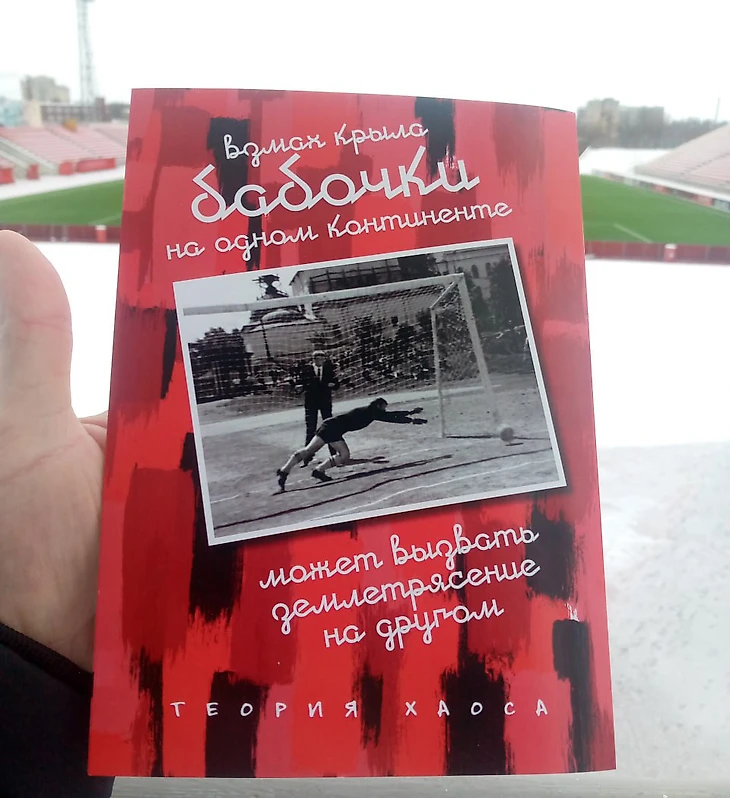 взмах крыла
бабочки
на одном континенте
может вызвать
землетрясение
на другом
ТЕОРИЯ ХАОСА